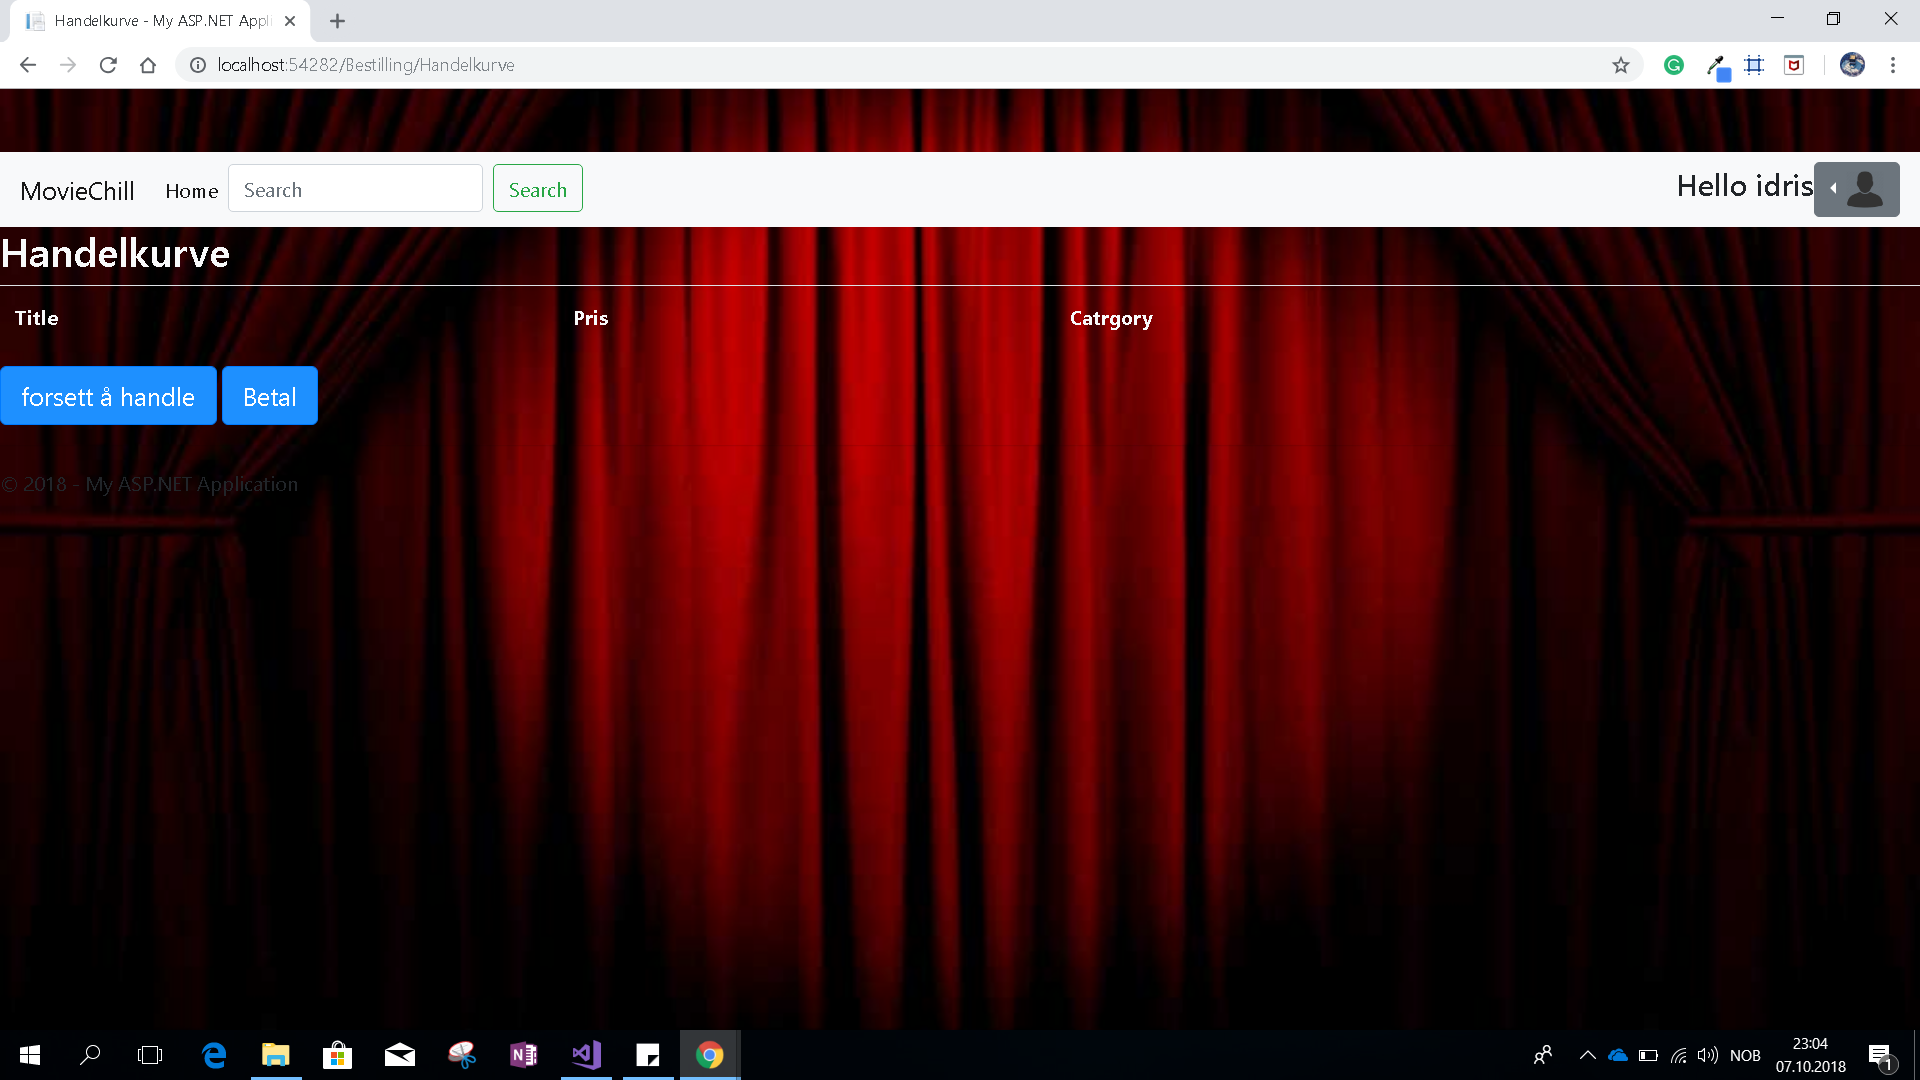 Handelkurve - My ASP.NET Appli
localhost:54282/Bestilling/Handelkurve
MovieChill Home Search Search Hello idris
Handelkurve
Title Pris Catrgory
forsett å handle Betal
© 2018 - My ASP.NET Application
NOB 23:04
07.10.2018
1